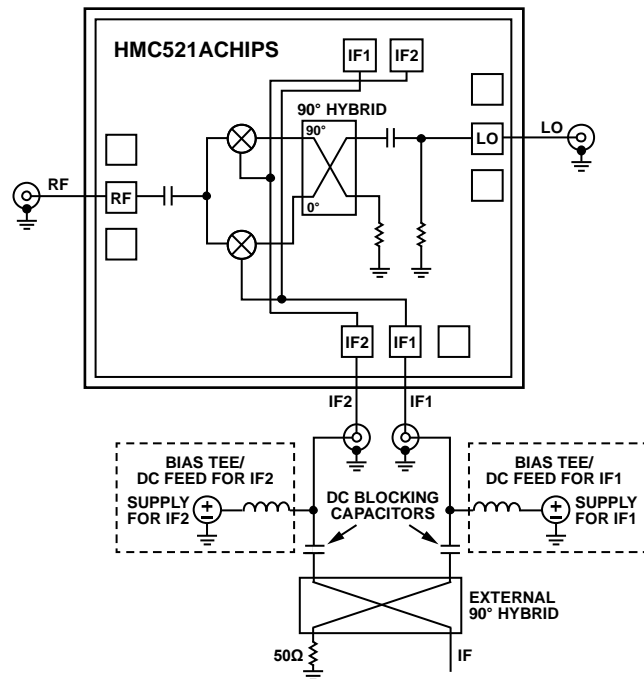 HMC521ACHIPS
IF1
IF2
90° HYBRID
90°
0°
LO
LO
RF
RF
IF2
IF1
IF2
IF1
BIAS TEE/
DC FEED FOR IF2
SUPPLY
FOR IF2
DC BLOCKING
CAPACITORS
BIAS TEE/
DC FEED FOR IF1
SUPPLY
FOR IF1
EXTERNAL
90° HYBRID
50Ω
IF